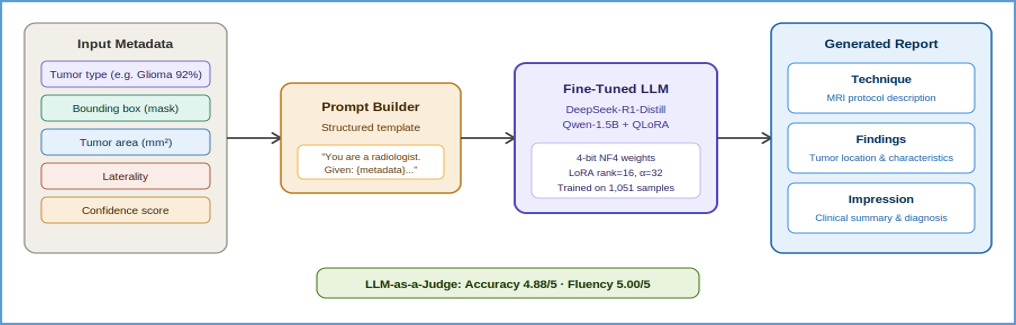 Input Metadata
Tumor type (e.g. Glioma 92%)
Bounding box (mask)
Tumor area (mm²)
Laterality
Confidence score
Prompt Builder
Structured template
"You are a radiologist.
Given: {metadata}..."
Fine-Tuned LLM
DeepSeek-R1-Distill
Qwen-1.5B + QLoRA
4-bit NF4 weights
LoRA rank=16, α=32
Trained on 1,051 samples
Generated Report
Technique
MRI protocol description
Findings
Tumor location & characteristics
Impression
Clinical summary & diagnosis
LLM-as-a-Judge: Accuracy 4.88/5 · Fluency 5.00/5